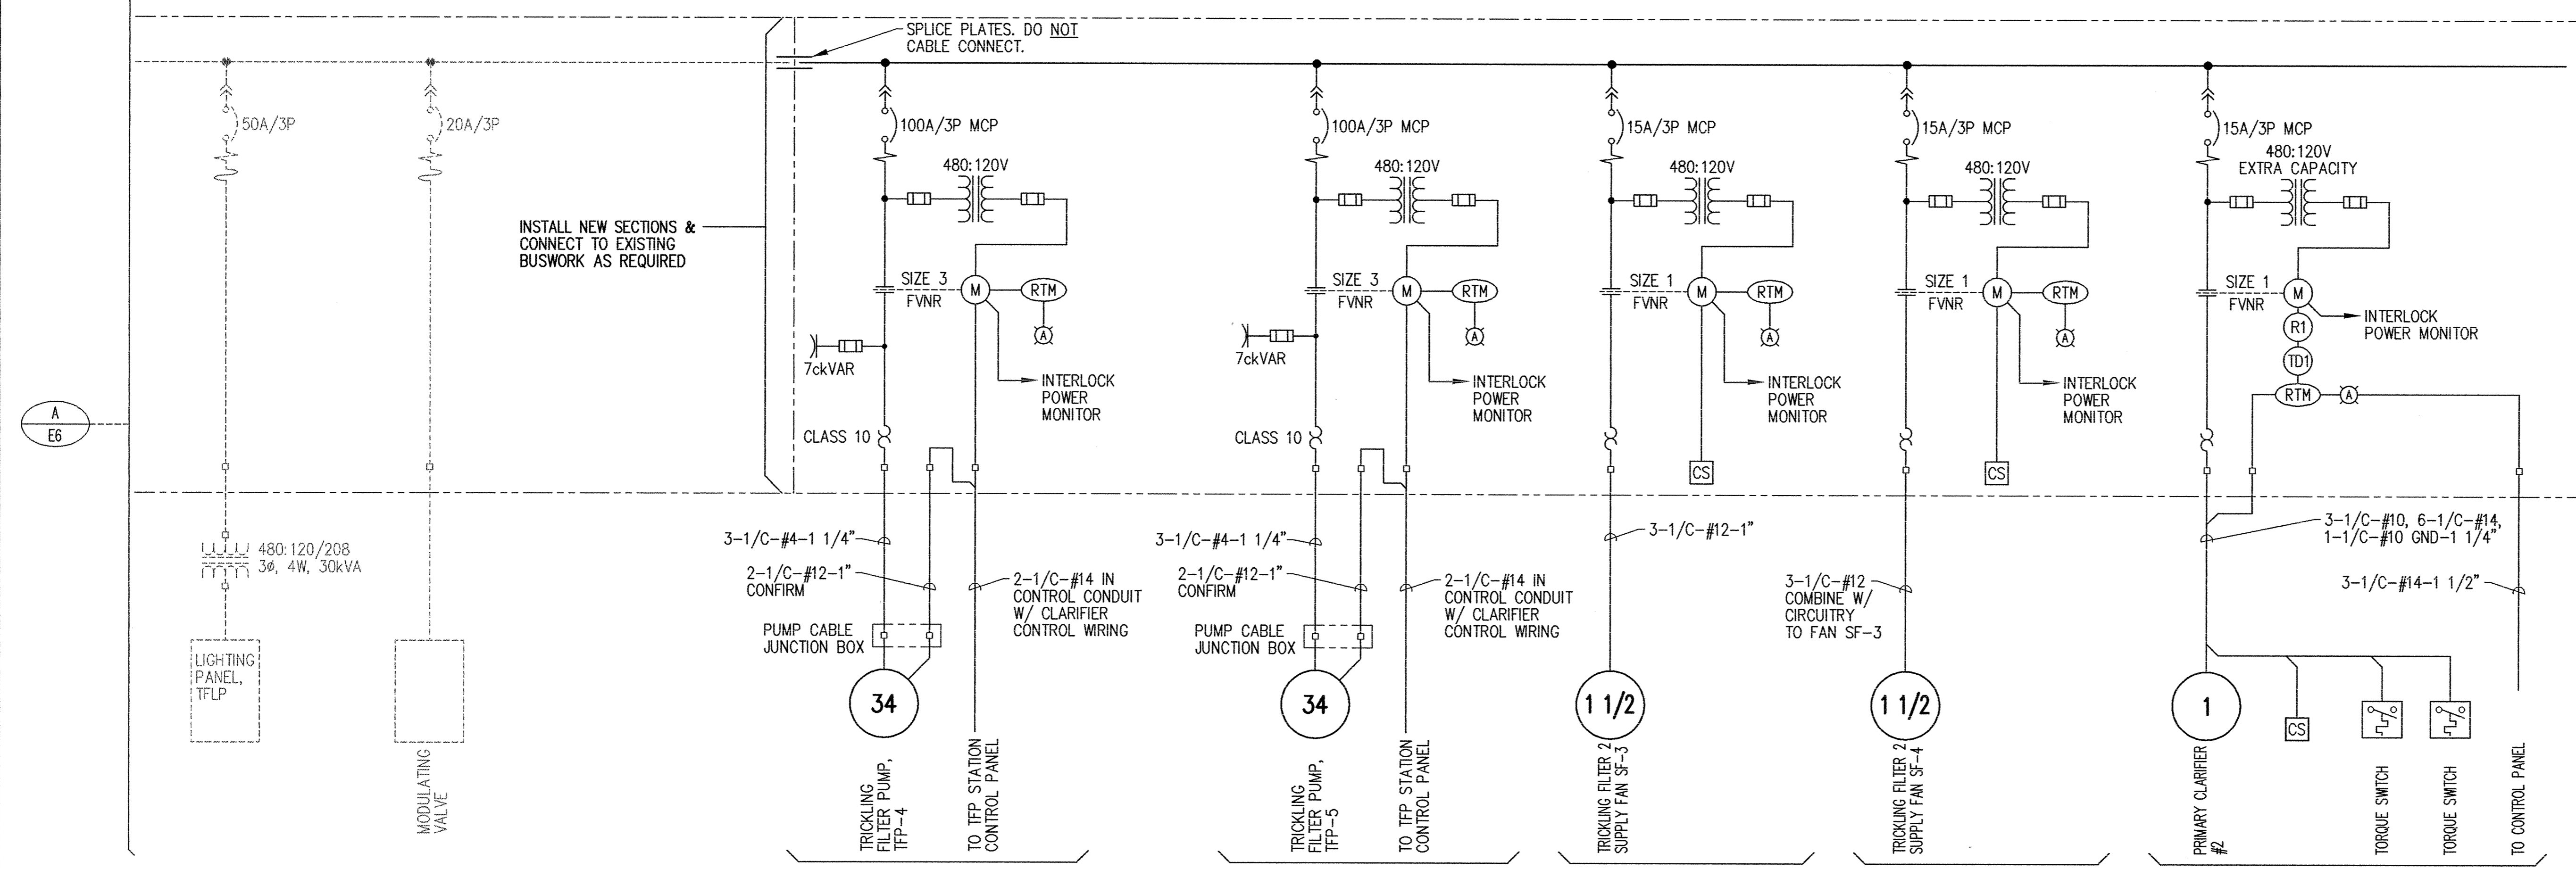 SPLICE PLATES. DO NOT
CABLE CONNECT.
50A/3P
20A/3P
INSTALL NEW SECTIONS &
CONNECT TO EXISTING
BUSWORK AS REQUIRED
A
E6
480:120/208
3ø, 4W, 30kVA
LIGHTING
PANEL,
TFLP
MODULATING
VALVE
100A/3P MCP
480:120V
SIZE 3
FVNR
M
RTM
A
7ckVAR
INTERLOCK
POWER
MONITOR
CLASS 10
3-1/C-#4-1 1/4"
2-1/C-#12-1"
CONFIRM
2-1/C-#14 IN
CONTROL CONDUIT
W/ CLARIFIER
CONTROL WIRING
PUMP CABLE
JUNCTION BOX
34
TRICKLING
FILTER PUMP,
TFP-4
TO TFP STATION
CONTROL PANEL
100A/3P MCP
480:120V
SIZE 3
FVNR
M
RTM
A
7ckVAR
INTERLOCK
POWER
MONITOR
CLASS 10
3-1/C-#4-1 1/4"
2-1/C-#12-1"
CONFIRM
2-1/C-#14 IN
CONTROL CONDUIT
W/ CLARIFIER
CONTROL WIRING
PUMP CABLE
JUNCTION BOX
34
TRICKLING
FILTER PUMP,
TFP-5
TO TFP STATION
CONTROL PANEL
15A/3P MCP
480:120V
SIZE 1
FVNR
M
RTM
A
INTERLOCK
POWER
MONITOR
CS
3-1/C-#12-1"
1 1/2
TRICKLING FILTER 2
SUPPLY FAN SF-3
15A/3P MCP
480:120V
SIZE 1
FVNR
M
RTM
A
INTERLOCK
POWER
MONITOR
CS
3-1/C-#12
COMBINE W/
CIRCUITRY
TO FAN SF-3
1 1/2
TRICKLING FILTER 2
SUPPLY FAN SF-4
15A/3P MCP
480:120V
EXTRA CAPACITY
SIZE 1
FVNR
M
INTERLOCK
POWER MONITOR
R1
TD1
RTM
A
3-1/C-#10, 6-1/C-#14,
1-1/C-#10 GND-1 1/4"
3-1/C-#14-1 1/2"
1
CS
PRIMARY CLARIFIER
#2
TORQUE SWITCH
TORQUE SWITCH
TO CONTROL PANEL